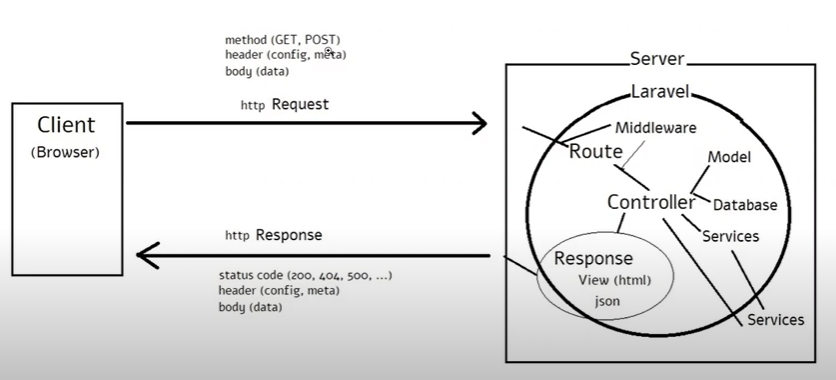 method (GET, POST)
header (config, meta)
body (data)
http Request
Client
(Browser)
http Response
status code (200, 404, 500, ...)
header (config, meta)
body (data)
Server
Laravel
Middleware
Route
Model
Controller
Database
Services
Response
View (html)
json
Services